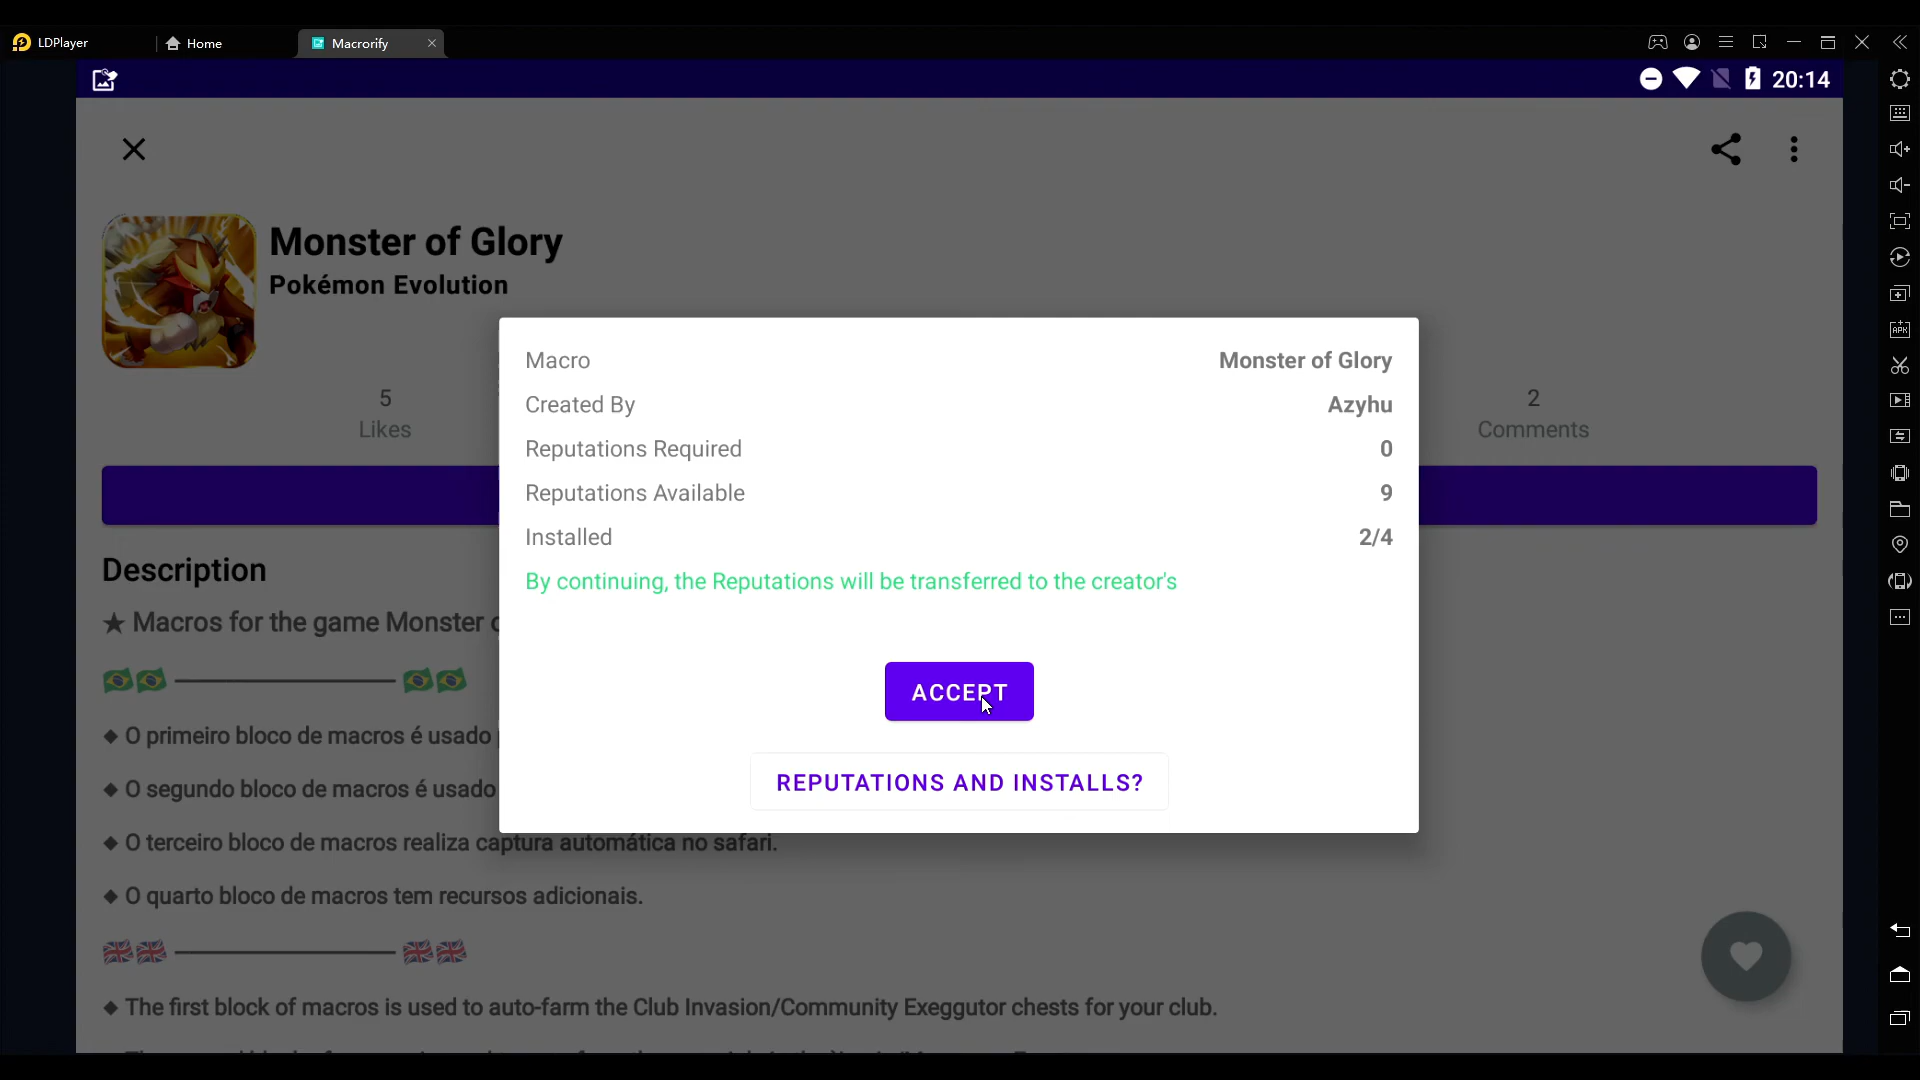 LDPlayer
Home
Macrorify
20:14
Monster of Glory
Pokémon Evolution
5
Likes
2
Comments
Macro Monster of Glory
Created By Azyhu
Reputations Required 0
Reputations Available 9
Installed 2/4
By continuing, the Reputations will be transferred to the creator's
ACCEPT
REPUTATIONS AND INSTALLS?
Description
★ Macros for the game Monster
◆ O primeiro bloco de macros é usado
◆ O segundo bloco de macros é usado
◆ O terceiro bloco de macros realiza captura automática no safari.
◆ O quarto bloco de macros tem recursos adicionais.
◆ The first block of macros is used to auto-farm the Club Invasion/Community Exeggutor chests for your club.
APK